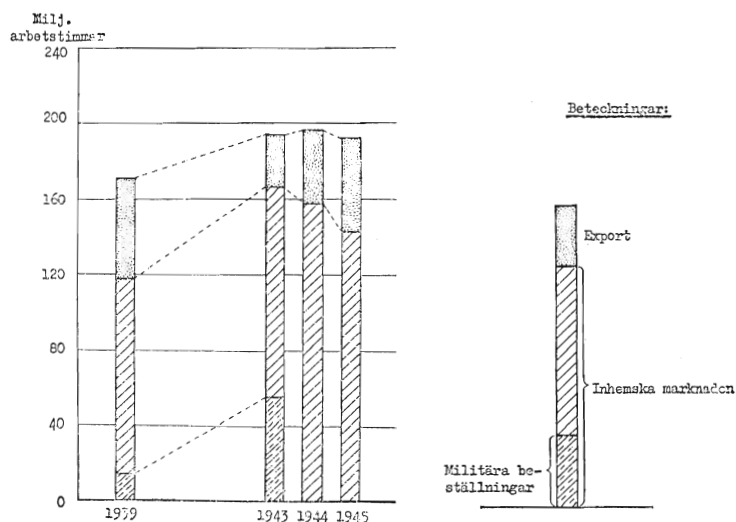 Milj.
arbetstimmar
240
200
160
120
80
40
0
1939
1943
1944
1945
Beteckningar:
Export
Inhemska marknaden
Militära be-
ställningar